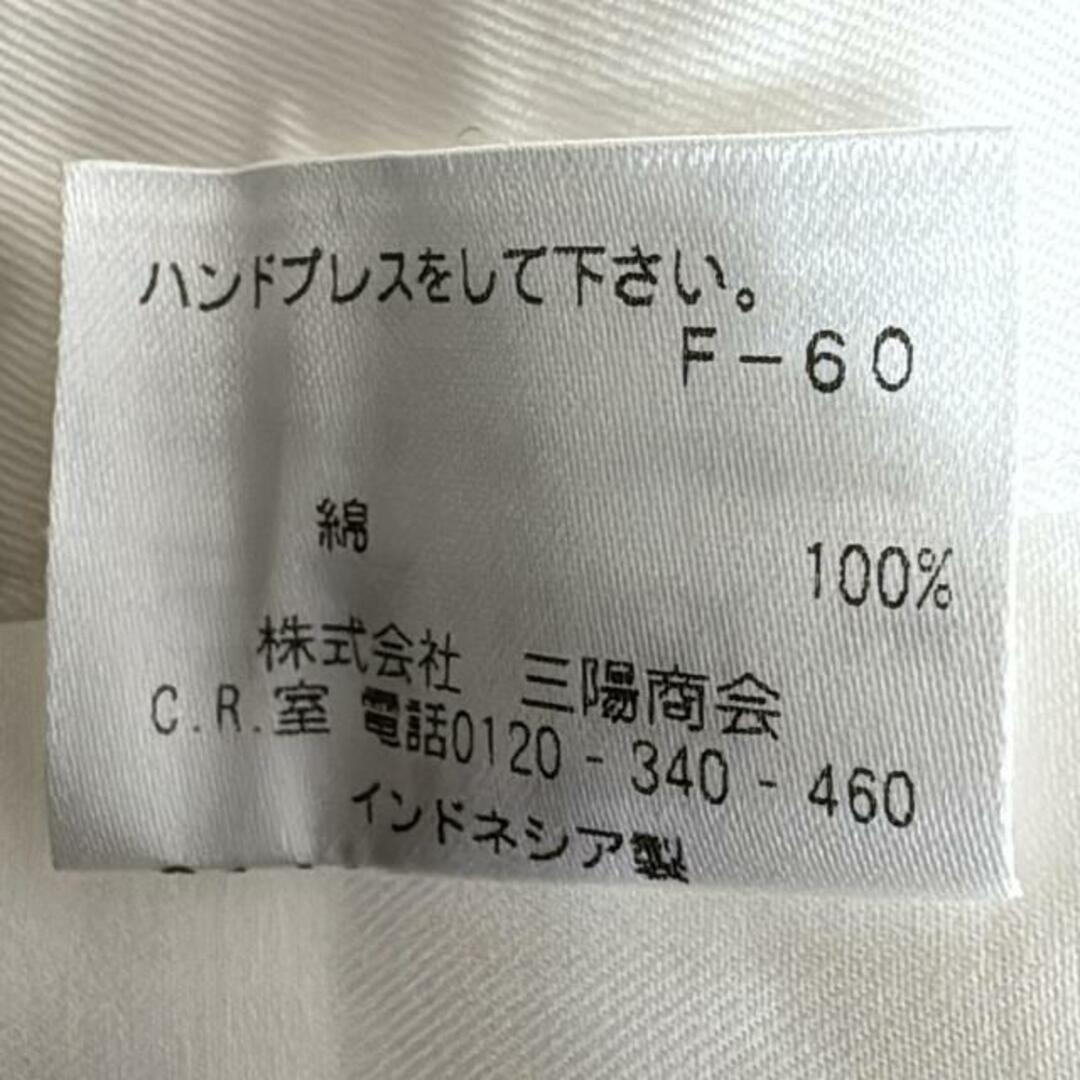 ハンドプレスをして下さい。
F-60
綿 100%
株式会社 三陽商会
C.R.室 電話0120-340-460
インドネシア製